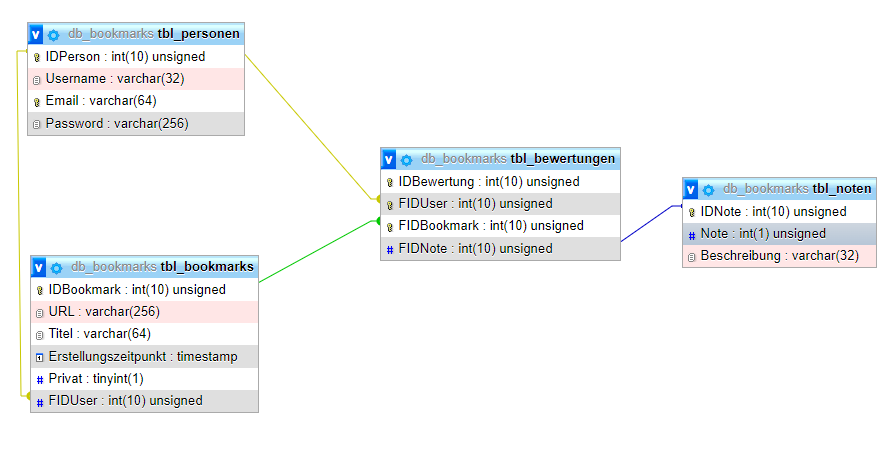 db_bookmarks tbl_personen
IDPerson : int(10) unsigned
Username : varchar(32)
Email : varchar(64)
Password : varchar(256)
db_bookmarks tbl_bewertungen
IDBewertung : int(10) unsigned
FIDUser : int(10) unsigned
FIDBookmark : int(10) unsigned
# FIDNote : int(10) unsigned
db_bookmarks tbl_noten
IDNote : int(10) unsigned
# Note : int(1) unsigned
Beschreibung : varchar(32)
db_bookmarks tbl_bookmarks
IDBookmark : int(10) unsigned
URL : varchar(256)
Titel : varchar(64)
Erstellungszeitpunkt : timestamp
# Privat : tinyint(1)
# FIDUser : int(10) unsigned